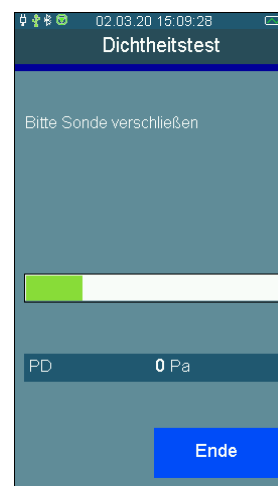 02.03.20 15:09:28
Dichtheitstest
Bitte Sonde verschließen
PD 0 Pa
Ende